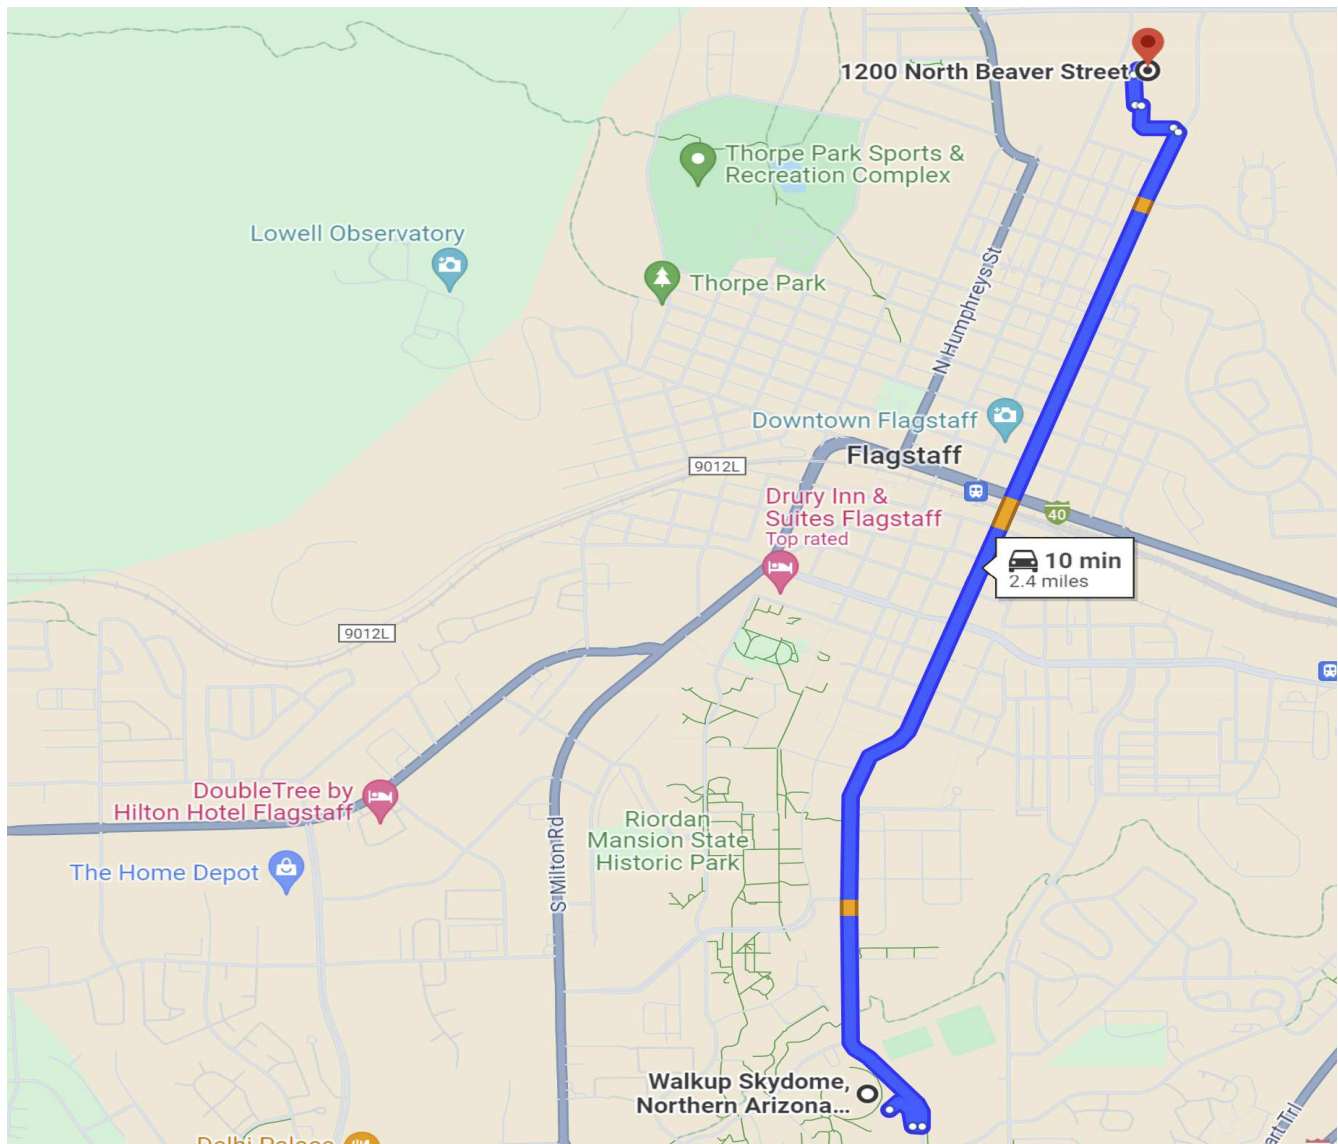 1200 North Beaver Street
Thorpe Park Sports &
Recreation Complex
Lowell Observatory
Thorpe Park
N Humphreys St
Downtown Flagstaff
Flagstaff
9012L
Drury Inn &
Suites Flagstaff
Top rated
40
10 min
2.4 miles
9012L
DoubleTree by
Hilton Hotel Flagstaff
Riordan
Mansion State
Historic Park
The Home Depot
S Milton Rd
Walkup Skydome,
Northern Arizona...
Delhi Palace